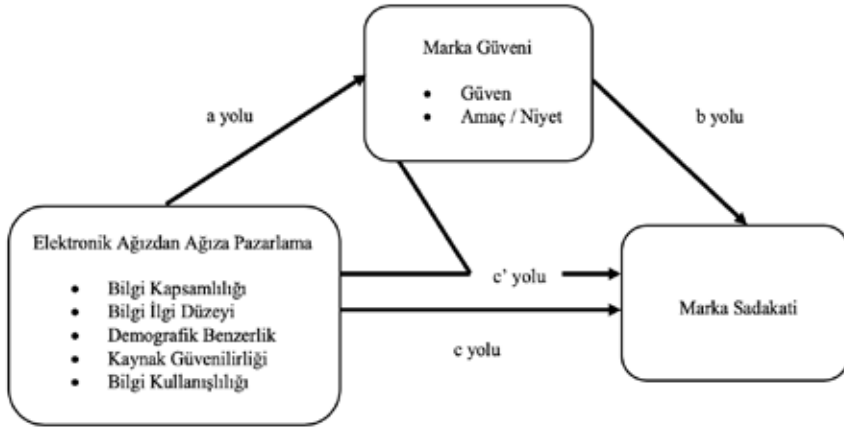 Marka Güveni
• Güven
• Amaç / Niyet
a yolu
b yolu
Elektronik Ağızdan Ağıza Pazarlama
• Bilgi Kapsamlılığı
• Bilgi İlgi Düzeyi
• Demografik Benzerlik
• Kaynak Güvenilirliği
• Bilgi Kullanışlılığı
c' yolu
c yolu
Marka Sadakati